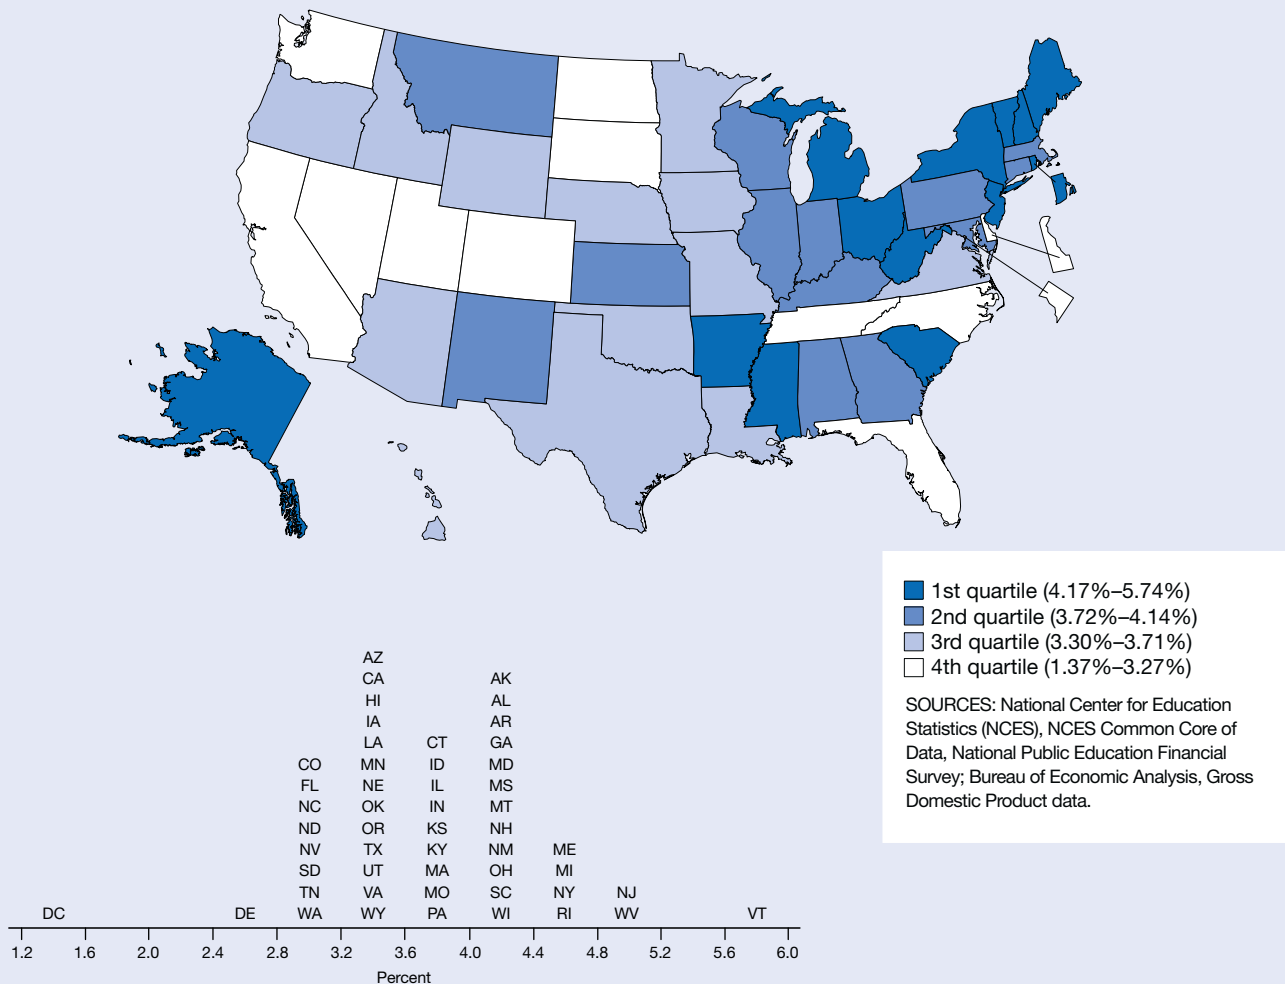 1st quartile (4.17%–5.74%)
2nd quartile (3.72%–4.14%)
3rd quartile (3.30%–3.71%)
4th quartile (1.37%–3.27%)
SOURCES: National Center for Education
Statistics (NCES), NCES Common Core of
Data, National Public Education Financial
Survey; Bureau of Economic Analysis, Gross
Domestic Product data.
AZ
CA AK
HI AL
IA AR
LA CT GA
CO MN ID MD
FL NE IL MS
NC OK IN MT
ND OR KS NH
NV TX KY NM ME
SD UT MA OH MI
TN VA MO SC NY NJ
DC DE WA WY PA WI RI WV VT
1.2 1.6 2.0 2.4 2.8 3.2 3.6 4.0 4.4 4.8 5.2 5.6 6.0
Percent